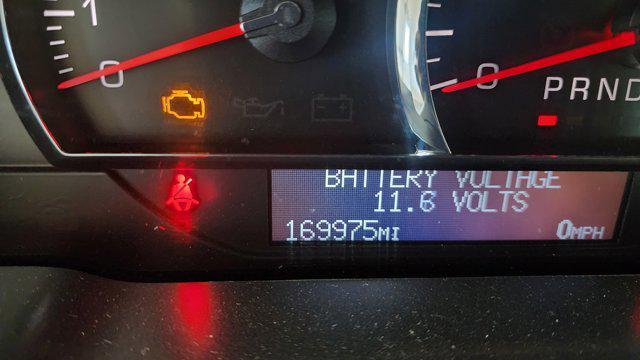 1
0
0
PRND
BATTERY VOLTAGE
11.6 VOLTS
169975MI 0MPH